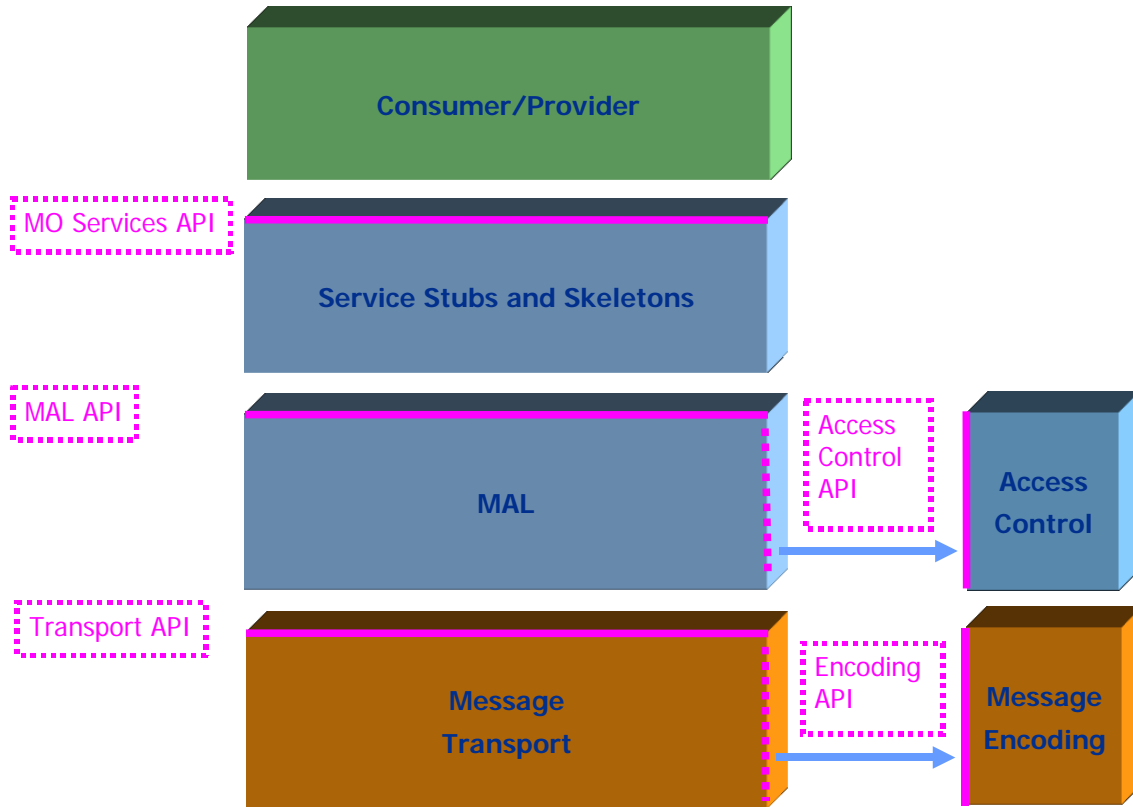 Consumer/Provider
MO Services API
Service Stubs and Skeletons
MAL API
MAL
Access
Control
API
Access
Control
Transport API
Message
Transport
Encoding
API
Message
Encoding